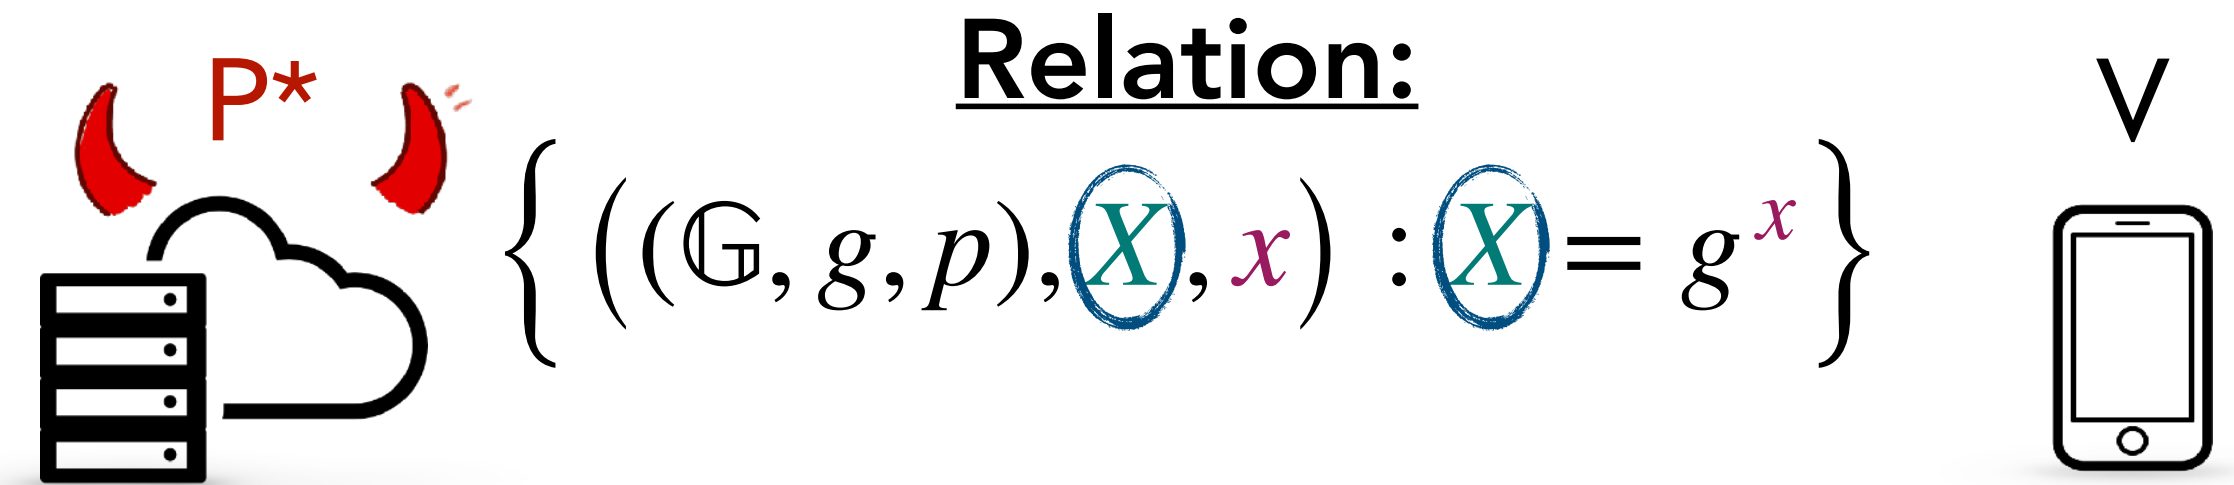 Relation:
P*
V
{((𝔾, g, p), X, x) : X = g^x}